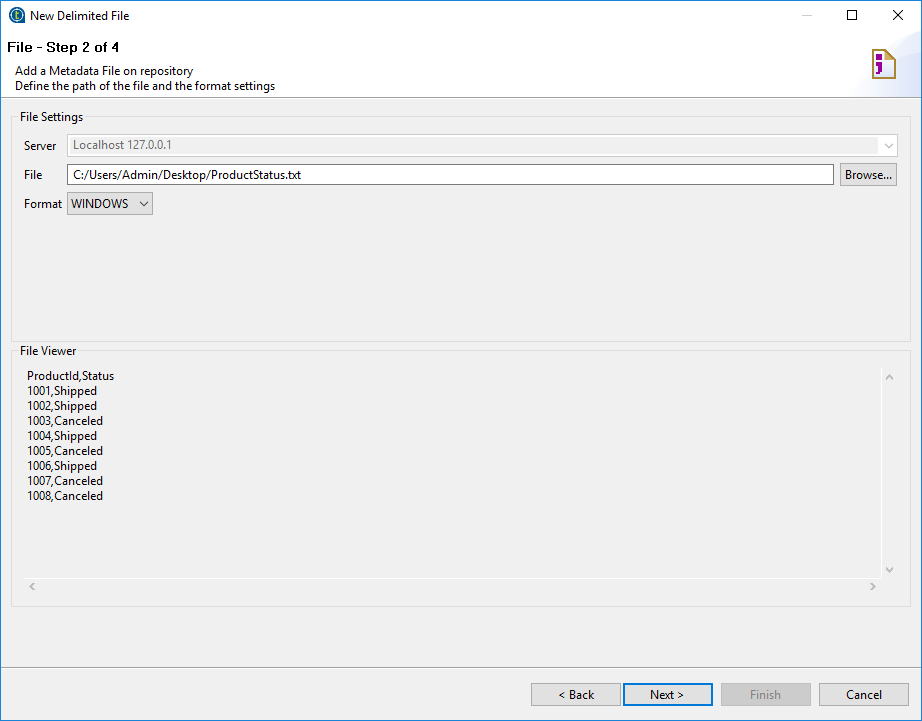 New Delimited File
File - Step 2 of 4
Add a Metadata File on repository
Define the path of the file and the format settings
File Settings
Server Localhost 127.0.0.1
File C:/Users/Admin/Desktop/ProductStatus.txt Browse...
Format WINDOWS
File Viewer
ProductId,Status
1001,Shipped
1002,Shipped
1003,Canceled
1004,Shipped
1005,Canceled
1006,Shipped
1007,Canceled
1008,Canceled
< Back Next > Finish Cancel